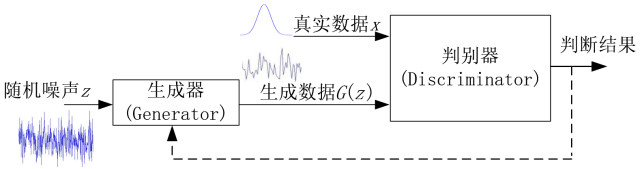 真实数据x
判别器
(Discriminator)
判断结果
随机噪声z
生成器
(Generator)
生成数据G(z)